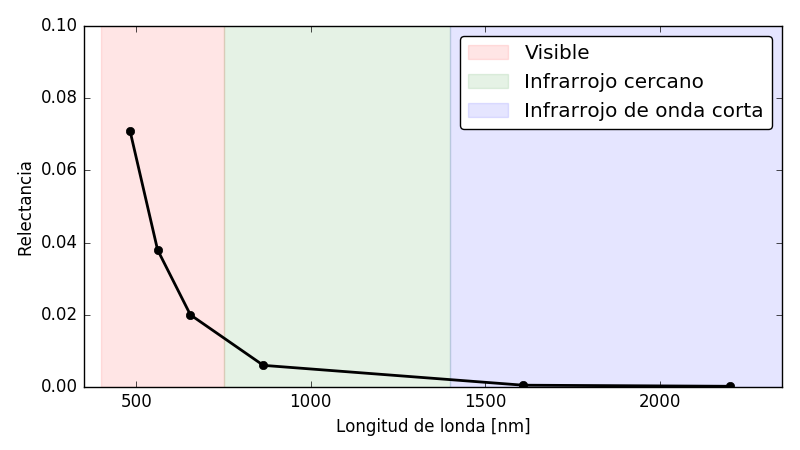 0.10
0.08
0.06
0.04
0.02
0.00
Relectancia
Visible
Infrarrojo cercano
Infrarrojo de onda corta
500 1000 1500 2000
Longitud de londa [nm]